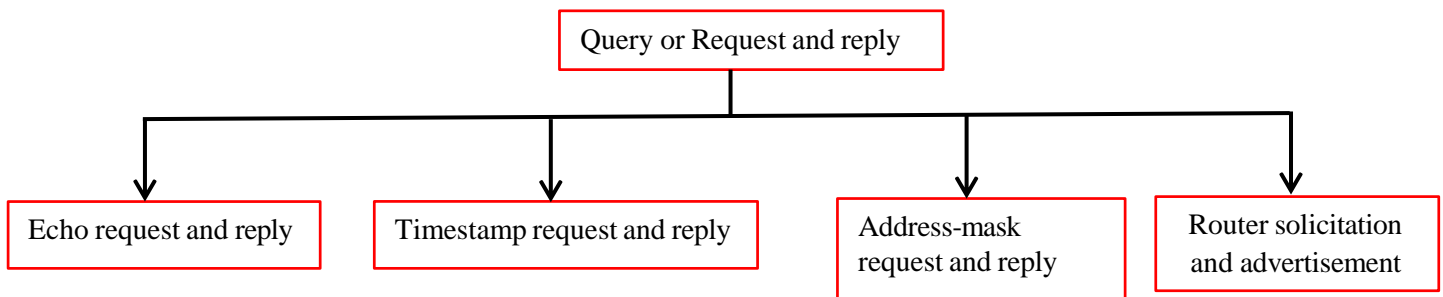 Query or Request and reply
Echo request and reply
Timestamp request and reply
Address-mask
request and reply
Router solicitation
and advertisement